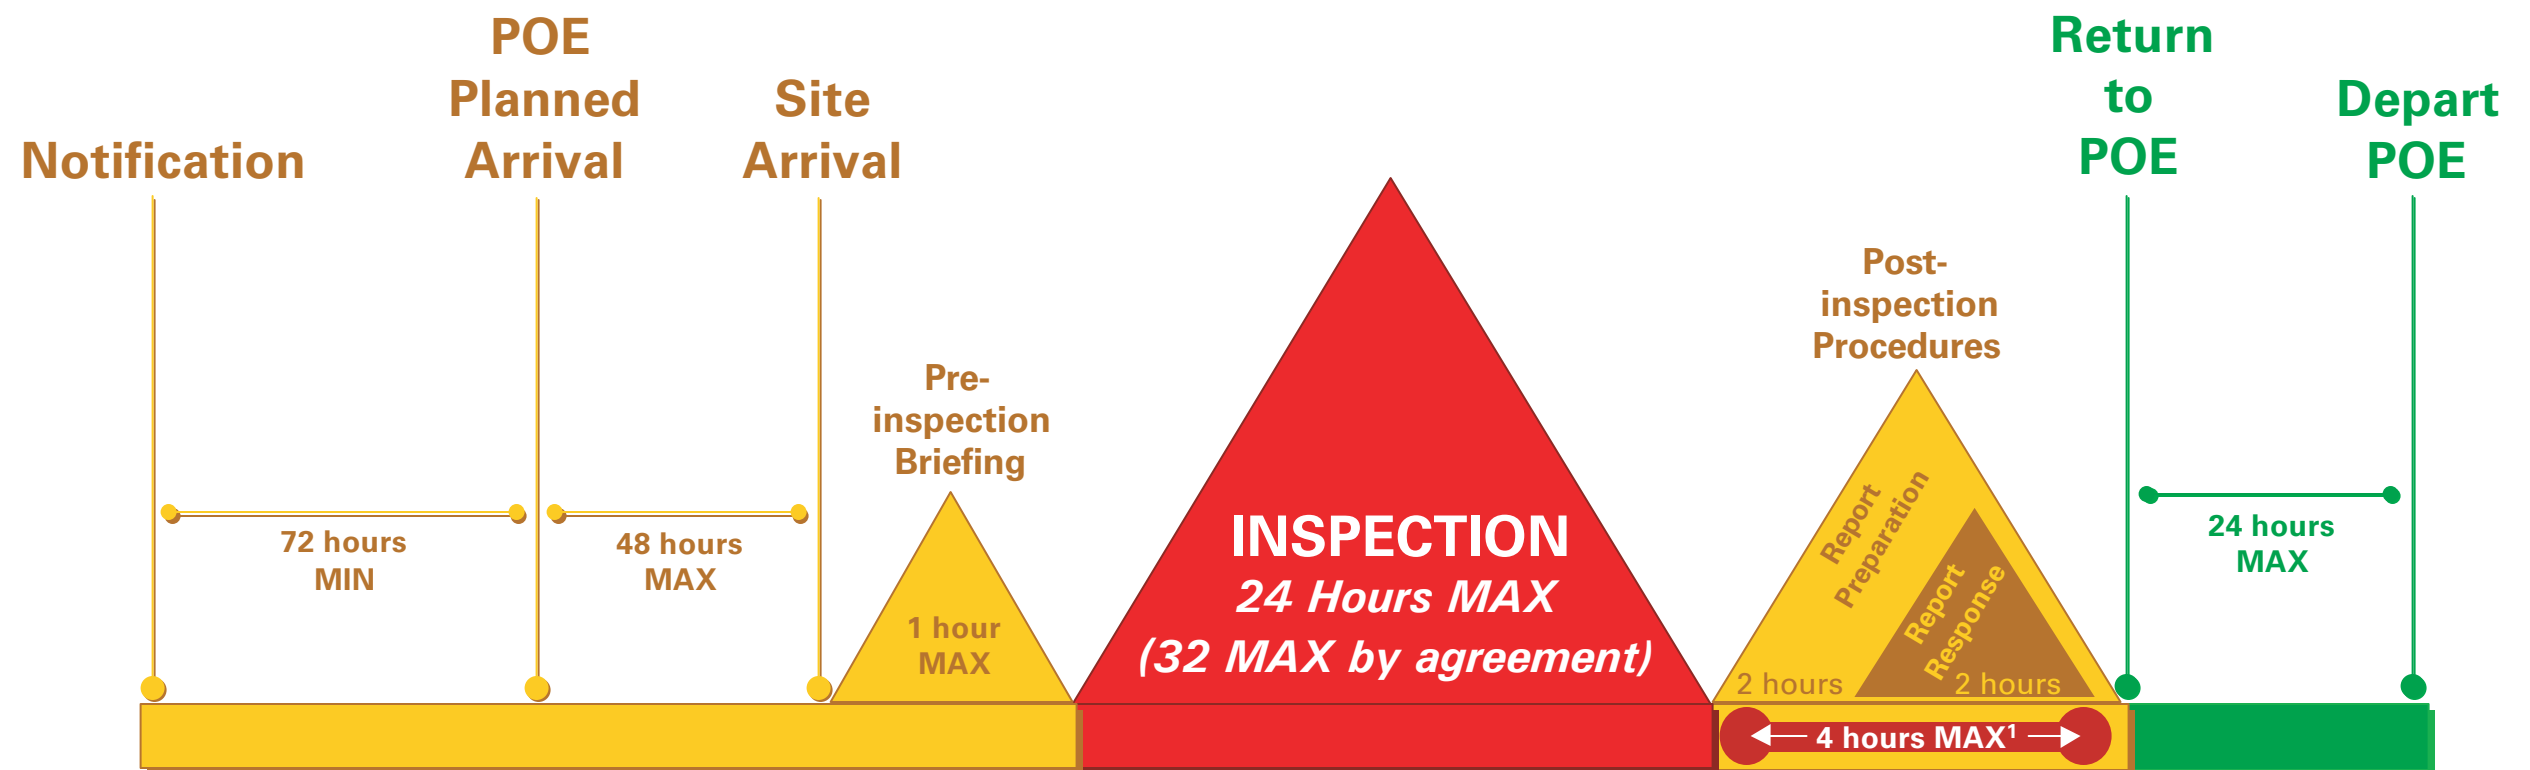 Notification
POE
Planned
Arrival
Site
Arrival
Return
to
POE
Depart
POE
72 hours
MIN
48 hours
MAX
Pre-
inspection
Briefing
1 hour
MAX
INSPECTION
24 Hours MAX
(32 MAX by agreement)
Post-
inspection
Procedures
Report
Preparation
2 hours
Report
Response
2 hours
4 hours MAX¹
24 hours
MAX